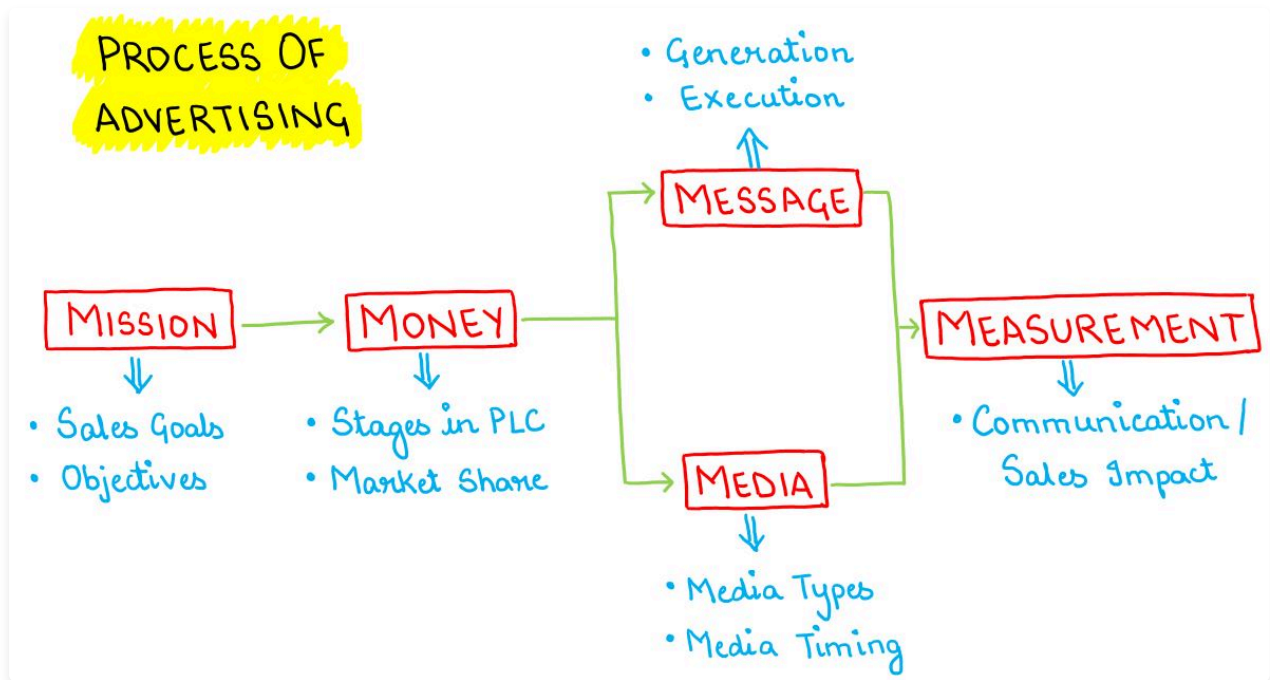 PROCESS OF
ADVERTISING
• Generation
• Execution
MESSAGE
MISSION
MONEY
MEASUREMENT
• Sales Goals
• Objectives
• Stages in PLC
• Market Share
• Communication /
Sales Impact
MEDIA
• Media Types
• Media Timing